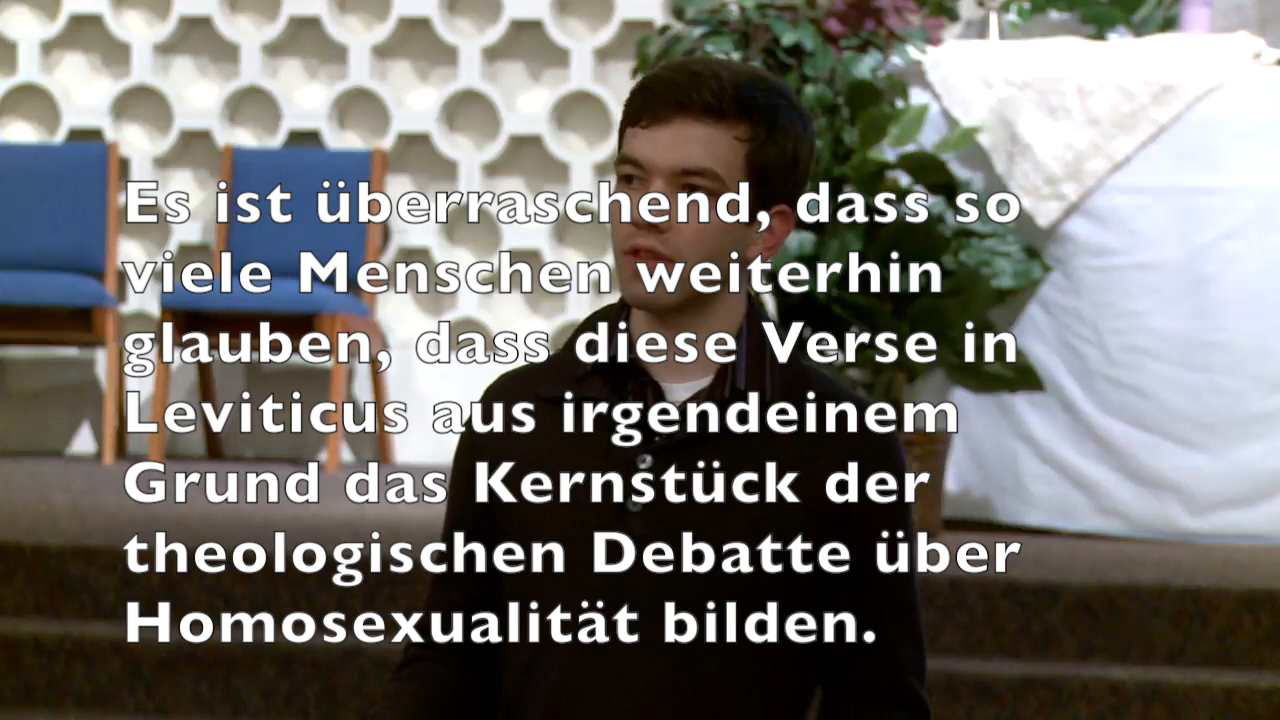 Es ist überraschend, dass so
viele Menschen weiterhin
glauben, dass diese Verse in
Leviticus aus irgendeinem
Grund das Kernstück der
theologischen Debatte über
Homosexualität bilden.